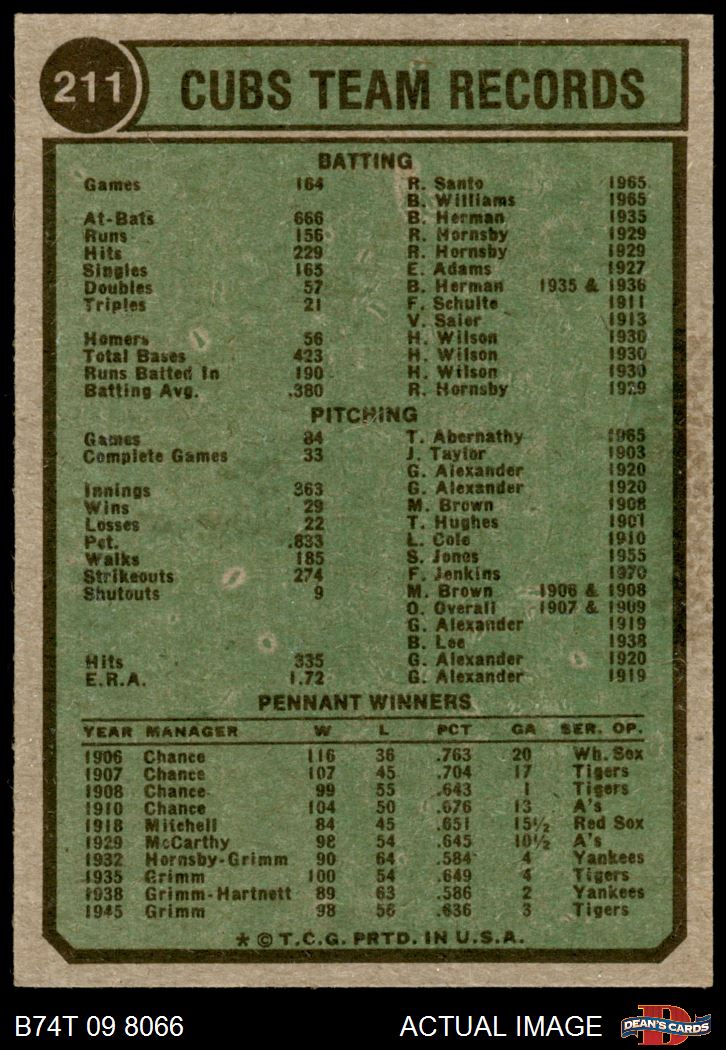 211 CUBS TEAM RECORDS
BATTING
Games 164 R. Santo 1965
B. Williams 1965
At-Bats 666 B. Herman 1935
Runs 156 R. Hornsby 1929
Hits 229 R. Hornsby 1929
Singles 165 E. Adams 1927
Doubles 57 B. Herman 1935 & 1936
Triples 21 F. Schulte 1911
V. Saier 1913
Homers 56 H. Wilson 1930
Total Bases 423 H. Wilson 1930
Runs Batted In 190 H. Wilson 1930
Batting Avg. .380 R. Hornsby 1929
PITCHING
Games 84 T. Abernathy 1965
Complete Games 33 J. Taylor 1903
G. Alexander 1920
Innings 363 G. Alexander 1920
Wins 29 M. Brown 1908
Losses 22 T. Hughes 1901
Pct. .833 L. Cole 1910
Walks 185 S. Jones 1955
Strikeouts 274 F. Jenkins 1970
Shutouts 9 M. Brown 1906 & 1908
O. Overall 1907 & 1909
G. Alexander 1919
B. Lee 1938
Hits 335 G. Alexander 1920
E.R.A. 1.72 G. Alexander 1919
PENNANT WINNERS
YEAR MANAGER W L PCT GA SER. OP.
1906 Chance 116 36 .763 20 Wh. Sox
1907 Chance 107 45 .704 17 Tigers
1908 Chance 99 55 .643 1 Tigers
1910 Chance 104 50 .676 13 A's
1918 Mitchell 84 45 .651 15½ Red Sox
1929 McCarthy 98 54 .645 10½ A's
1932 Hornsby-Grimm 90 64 .584 4 Yankees
1935 Grimm 100 54 .649 4 Tigers
1938 Grimm-Hartnett 89 63 .586 2 Yankees
1945 Grimm 98 56 .636 3 Tigers
* © T.C.G. PRTD. IN U.S.A.
B74T 09 8066 ACTUAL IMAGE DEAN'S CARDS